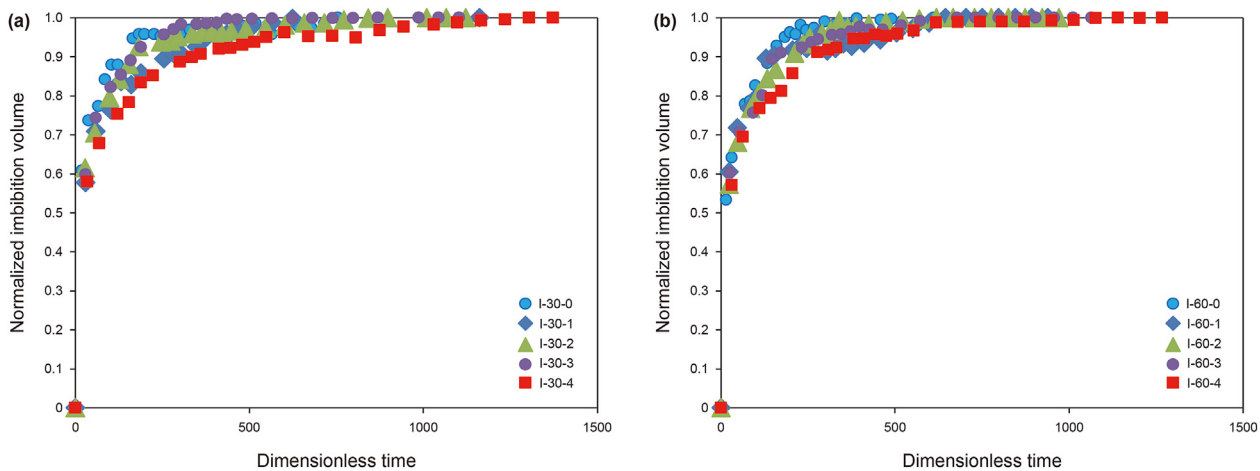 (a)
Normalized imbibition volume
1.0
0.9
0.8
0.7
0.6
0.5
0.4
0.3
0.2
0.1
0
0 500 1000 1500
Dimensionless time
I-30-0
I-30-1
I-30-2
I-30-3
I-30-4
(b)
Normalized imbibition volume
1.0
0.9
0.8
0.7
0.6
0.5
0.4
0.3
0.2
0.1
0
0 500 1000 1500
Dimensionless time
I-60-0
I-60-1
I-60-2
I-60-3
I-60-4